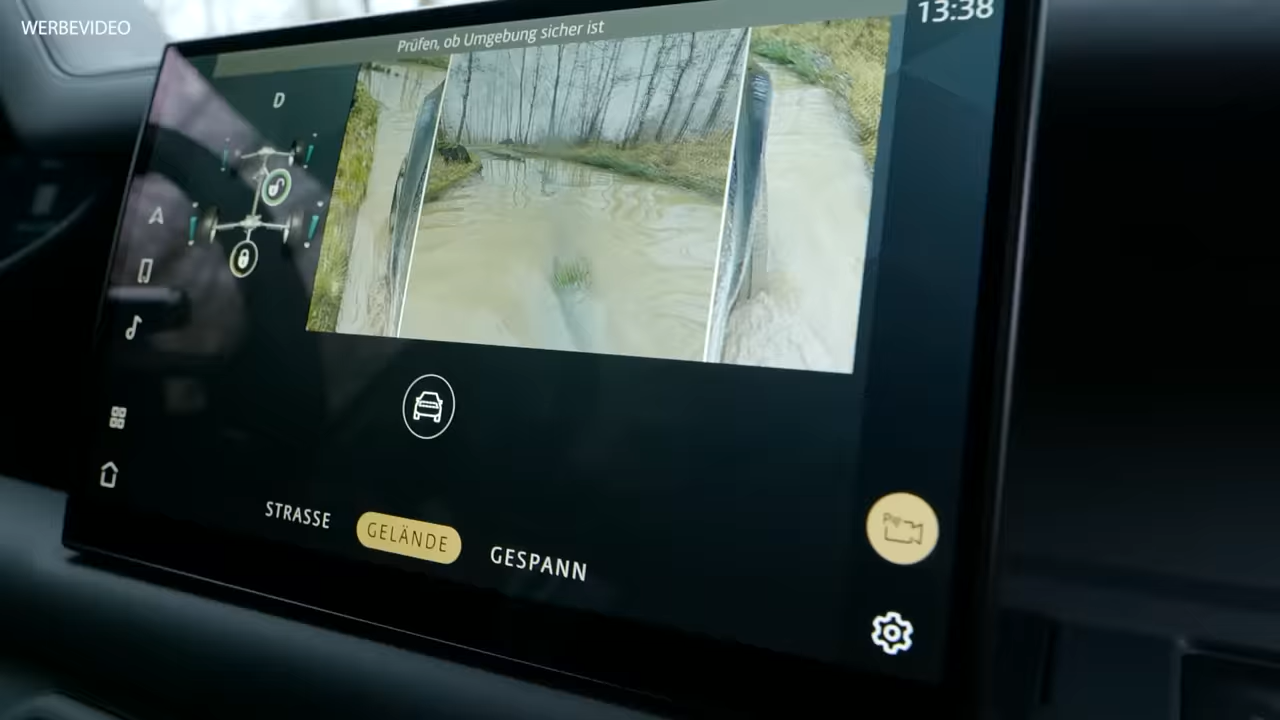 WERBEVIDEO
Prüfen, ob Umgebung sicher ist
13:38
D
A
STRASSE
GELÄNDE
GESPANN
P